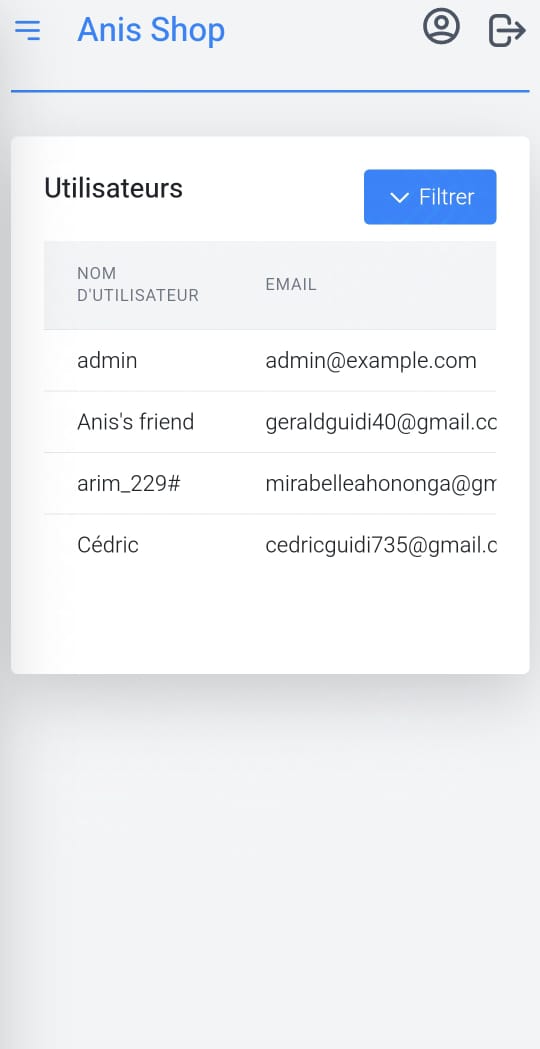 Anis Shop
Utilisateurs
Filtrer
NOM
D'UTILISATEUR
EMAIL
admin
admin@example.com
Anis's friend
geraldguidi40@gmail.cc
arim_229#
mirabelleahononga@gm
Cédric
cedricguidi735@gmail.c